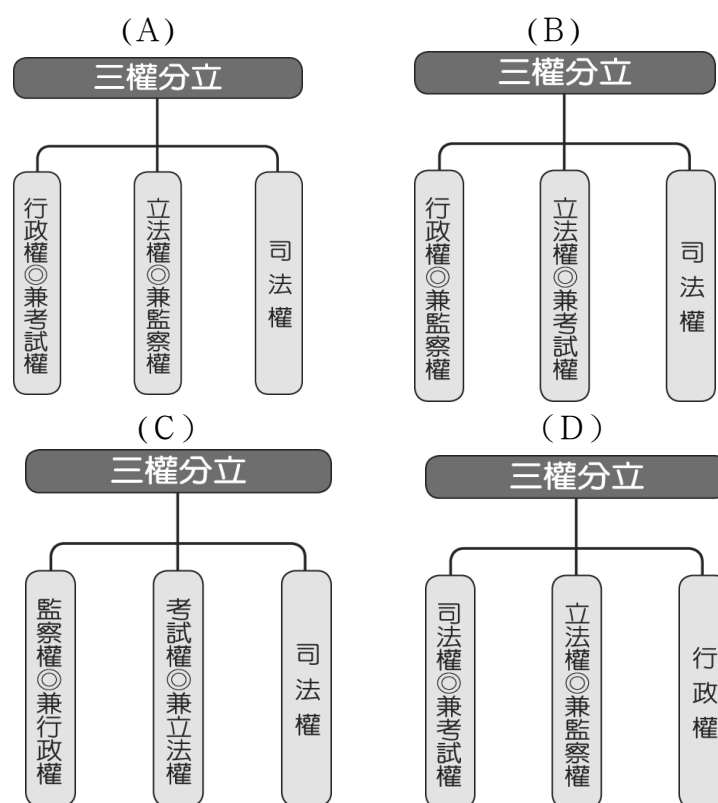 (A)
三權分立
行政權◎兼考試權
立法權◎兼監察權
司法權
(B)
三權分立
行政權◎兼監察權
立法權◎兼考試權
司法權
(C)
三權分立
監察權◎兼行政權
考試權◎兼立法權
司法權
(D)
三權分立
司法權◎兼考試權
立法權◎兼監察權
行政權